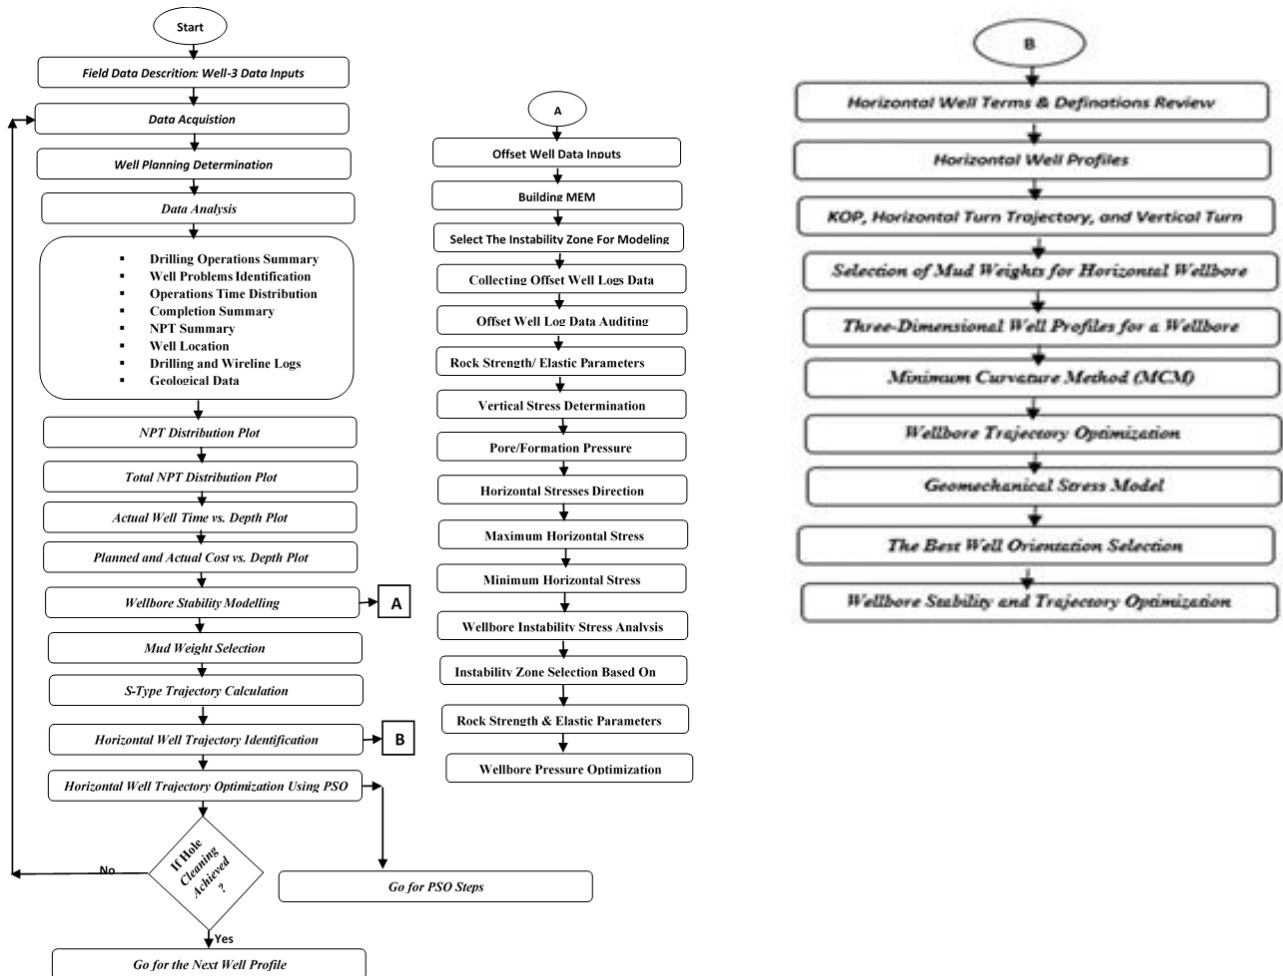 Start
Field Data Descrition: Well-3 Data Inputs
Data Acquistion
Well Planning Determination
Data Analysis
▪ Drilling Operations Summary
▪ Well Problems Identification
▪ Operations Time Distribution
▪ Completion Summary
▪ NPT Summary
▪ Well Location
▪ Drilling and Wireline Logs
▪ Geological Data
NPT Distribution Plot
Total NPT Distribution Plot
Actual Well Time vs. Depth Plot
Planned and Actual Cost vs. Depth Plot
Wellbore Stability Modelling
A
Mud Weight Selection
S-Type Trajectory Calculation
Horizontal Well Trajectory Identification
B
Horizontal Well Trajectory Optimization Using PSO
If Hole
Cleaning
Achieved
?
No
Go for PSO Steps
Yes
Go for the Next Well Profile
A
Offset Well Data Inputs
Building MEM
Select The Instability Zone For Modeling
Collecting Offset Well Logs Data
Offset Well Log Data Auditing
Rock Strength/ Elastic Parameters
Vertical Stress Determination
Pore/Formation Pressure
Horizontal Stresses Direction
Maximum Horizontal Stress
Minimum Horizontal Stress
Wellbore Instability Stress Analysis
Instability Zone Selection Based On
Rock Strength & Elastic Parameters
Wellbore Pressure Optimization
B
Horizontal Well Terms & Definations Review
Horizontal Well Profiles
KOP, Horizontal Turn Trajectory, and Vertical Turn
Selection of Mud Weights for Horizontal Wellbore
Three-Dimensional Well Profiles for a Wellbore
Minimum Curvature Method (MCM)
Wellbore Trajectory Optimization
Geomechanical Stress Model
The Best Well Orientation Selection
Wellbore Stability and Trajectory Optimization